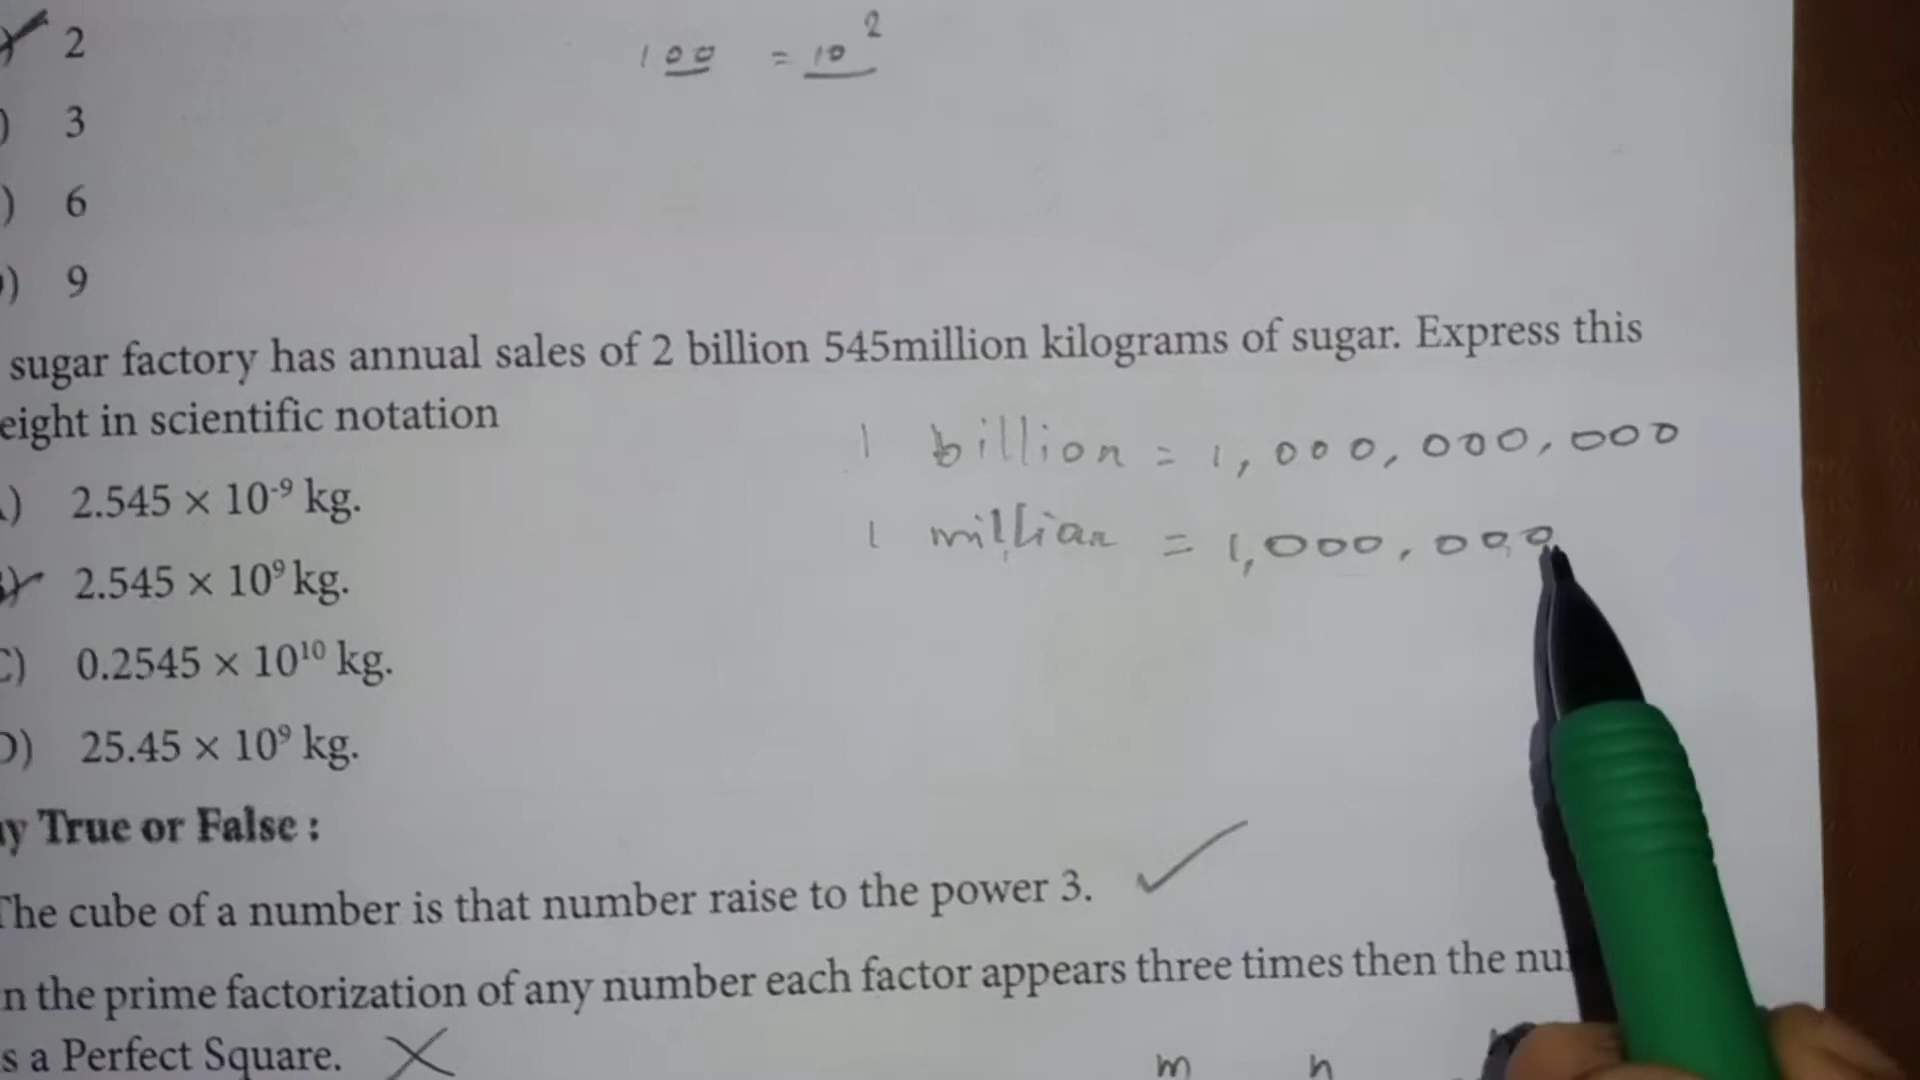 2
100 = 10²
) 3
) 6
) 9
sugar factory has annual sales of 2 billion 545million kilograms of sugar. Express this
eight in scientific notation
1 billion = 1,000,000,000
) 2.545 × 10⁻⁹ kg.
1 million = 1,000,000
2.545 × 10⁹ kg.
C) 0.2545 × 10¹⁰ kg.
D) 25.45 × 10⁹ kg.
y True or False :
The cube of a number is that number raise to the power 3. ✓
n the prime factorization of any number each factor appears three times then the nu
s a Perfect Square. ✗
m n